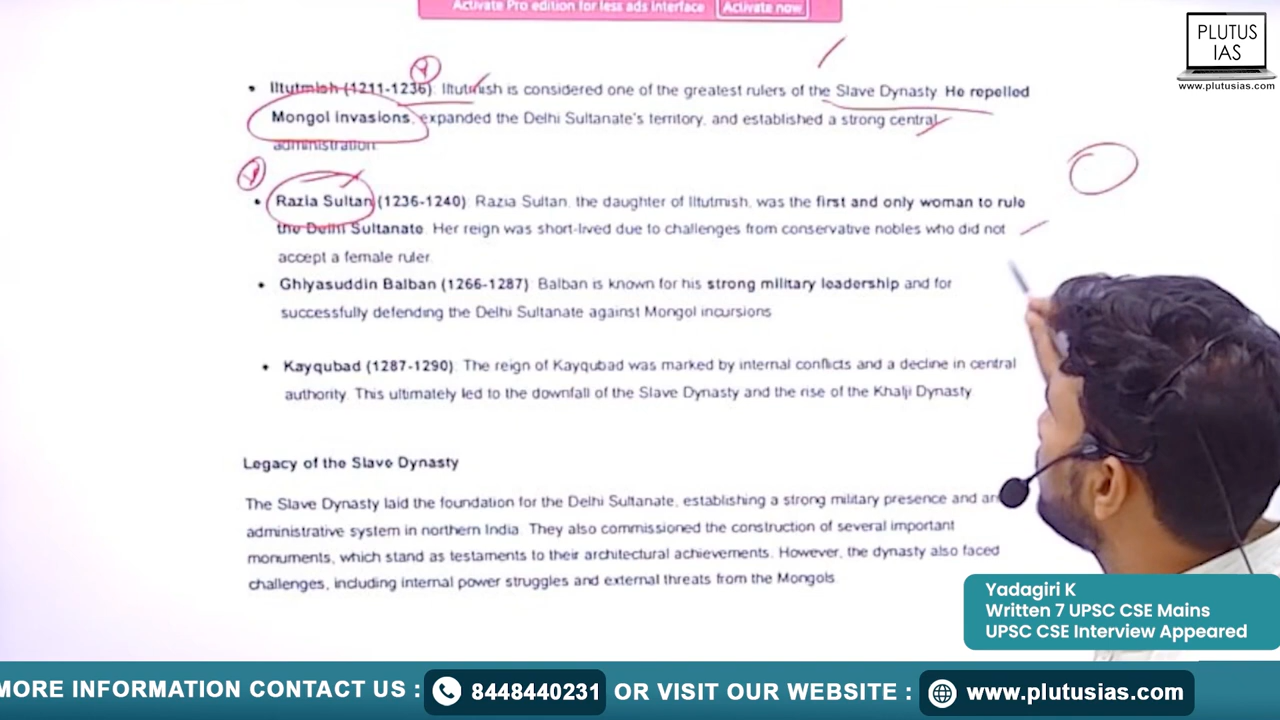 Activate Pro edition for less ads interface Activate now
PLUTUS
IAS
www.plutusias.com
• Iltutmish (1211-1236): Iltutmish is considered one of the greatest rulers of the Slave Dysnasty He repelled
Mongol invasions, expanded the Delhi Sultanate's territory, and established a strong central
administration
• Razia Sultan (1236-1240): Razia Sultan, the daughter of Iltutmish, was the first and only woman to rule
the Delhi Sultanate. Her reign was short-lived due to challenges from conservative nobles who did not
accept a female ruler
• Ghiyasuddin Balban (1266-1287) Balban is known for his strong military leadership and for
successfully defending the Delhi Sultanate against Mongol incursions
• Kayqubad (1287-1290) The reign of Kayqubad was marked by internal conflicts and a decline in central
authority This ultimately led to the downfall of the Slave Dynasty and the rise of the Khalji Dynasty
Legacy of the Slave Dynasty
The Slave Dynasty laid the foundation for the Delhi Sultanate, establishing a strong military presence and an
administrative system in northern India. They also commissioned the construction of several important
monuments, which stand as testaments to their architectural achievements. However, the dynasty also faced
challenges, including internal power struggles and external threats from the Mongols
Yadagiri K
Written 7 UPSC CSE Mains
UPSC CSE Interview Appeared
MORE INFORMATION CONTACT US : 8448440231 OR VISIT OUR WEBSITE : www.plutusias.com